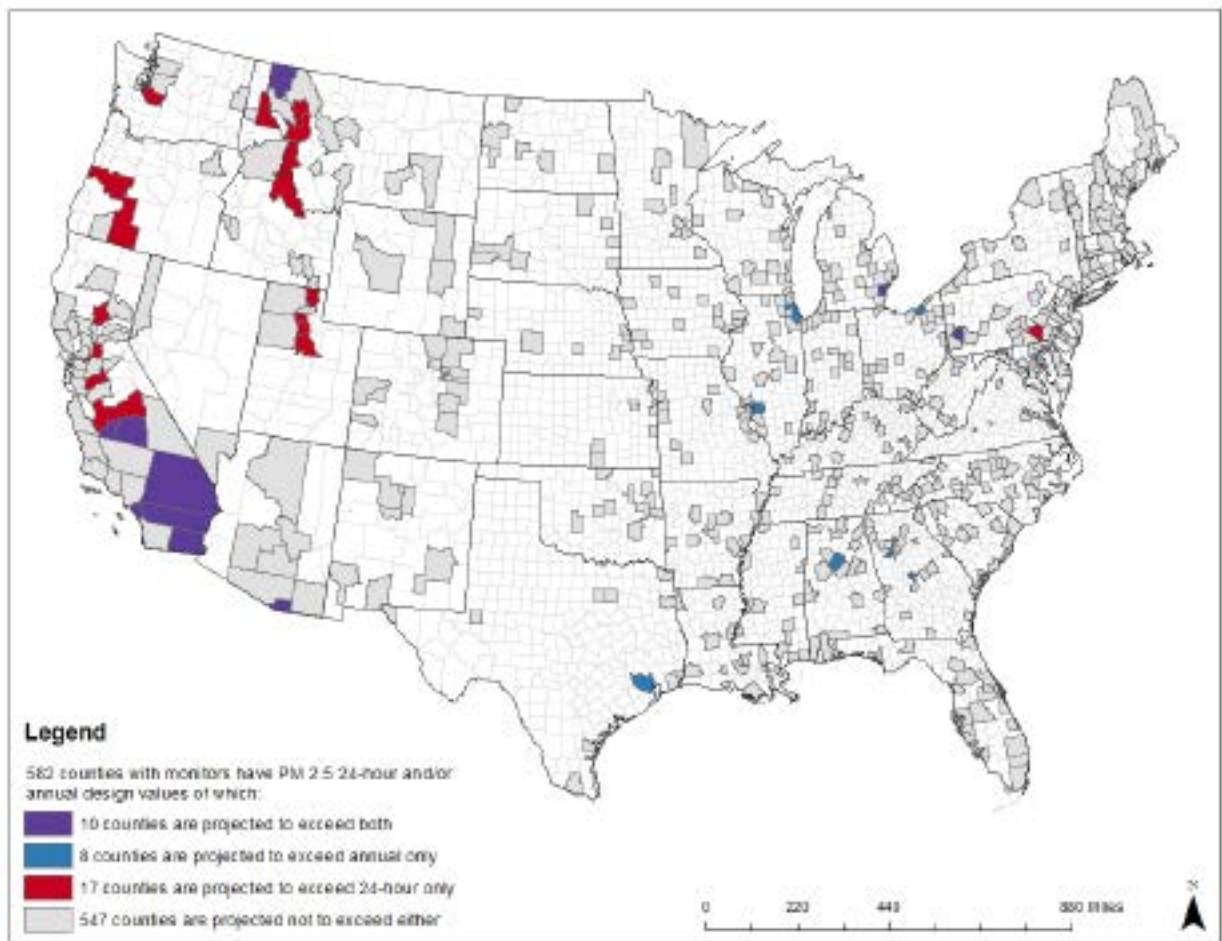 Legend
582 counties with monitors have PM 2.5 24-hour and/or
annual design values of which:
10 counties are projected to exceed both
8 counties are projected to exceed annual only
17 counties are projected to exceed 24-hour only
547 counties are projected not to exceed either
0 220 440 880 Miles
N